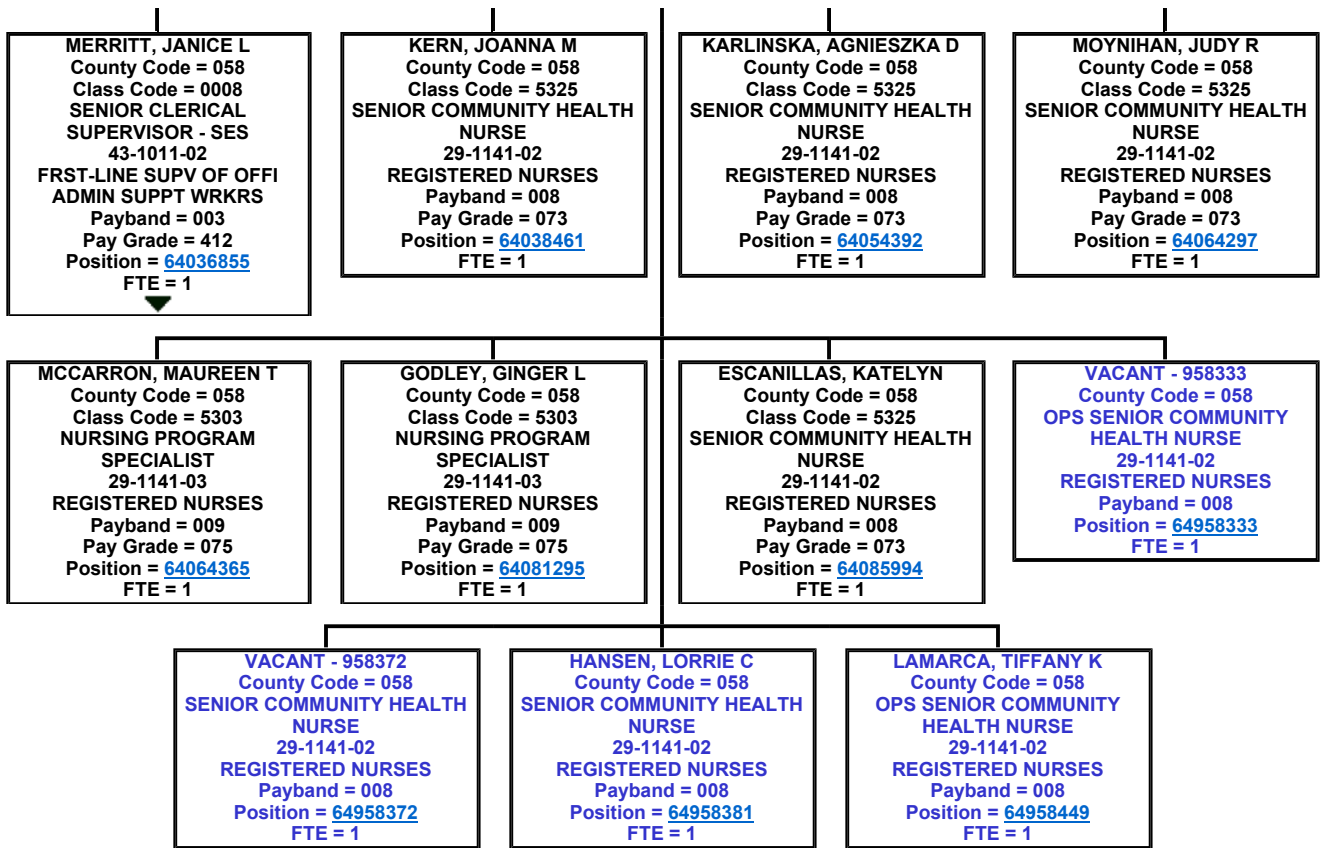 MERRITT, JANICE L
County Code = 058
Class Code = 0008
SENIOR CLERICAL
SUPERVISOR - SES
43-1011-02
FRST-LINE SUPV OF OFFI
ADMIN SUPPT WRKRS
Payband = 003
Pay Grade = 412
Position = 64036855
FTE = 1
KERN, JOANNA M
County Code = 058
Class Code = 5325
SENIOR COMMUNITY HEALTH
NURSE
29-1141-02
REGISTERED NURSES
Payband = 008
Pay Grade = 073
Position = 64038461
FTE = 1
KARLINSKA, AGNIESZKA D
County Code = 058
Class Code = 5325
SENIOR COMMUNITY HEALTH
NURSE
29-1141-02
REGISTERED NURSES
Payband = 008
Pay Grade = 073
Position = 64054392
FTE = 1
MOYNIHAN, JUDY R
County Code = 058
Class Code = 5325
SENIOR COMMUNITY HEALTH
NURSE
29-1141-02
REGISTERED NURSES
Payband = 008
Pay Grade = 073
Position = 64064297
FTE = 1
MCCARRON, MAUREEN T
County Code = 058
Class Code = 5303
NURSING PROGRAM
SPECIALIST
29-1141-03
REGISTERED NURSES
Payband = 009
Pay Grade = 075
Position = 64064365
FTE = 1
GODLEY, GINGER L
County Code = 058
Class Code = 5303
NURSING PROGRAM
SPECIALIST
29-1141-03
REGISTERED NURSES
Payband = 009
Pay Grade = 075
Position = 64081295
FTE = 1
ESCANILLAS, KATELYN
County Code = 058
Class Code = 5325
SENIOR COMMUNITY HEALTH
NURSE
29-1141-02
REGISTERED NURSES
Payband = 008
Pay Grade = 073
Position = 64085994
FTE = 1
VACANT - 958333
County Code = 058
OPS SENIOR COMMUNITY
HEALTH NURSE
29-1141-02
REGISTERED NURSES
Payband = 008
Position = 64958333
FTE = 1
VACANT - 958372
County Code = 058
SENIOR COMMUNITY HEALTH
NURSE
29-1141-02
REGISTERED NURSES
Payband = 008
Position = 64958372
FTE = 1
HANSEN, LORRIE C
County Code = 058
SENIOR COMMUNITY HEALTH
NURSE
29-1141-02
REGISTERED NURSES
Payband = 008
Position = 64958381
FTE = 1
LAMARCA, TIFFANY K
County Code = 058
OPS SENIOR COMMUNITY
HEALTH NURSE
29-1141-02
REGISTERED NURSES
Payband = 008
Position = 64958449
FTE = 1